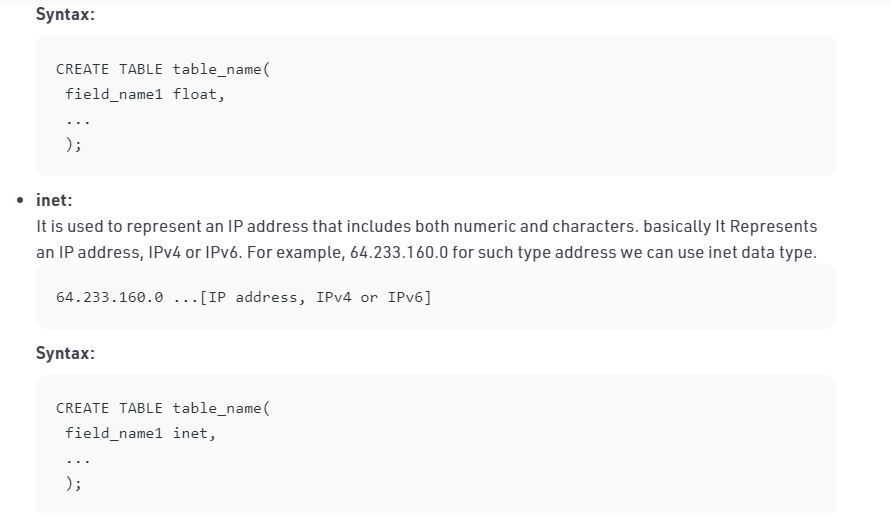 Syntax:
CREATE TABLE table_name(
field_name1 float,
...
);
• inet:
It is used to represent an IP address that includes both numeric and characters. basically It Represents
an IP address, IPv4 or IPv6. For example, 64.233.160.0 for such type address we can use inet data type.
64.233.160.0 ...[IP address, IPv4 or IPv6]
Syntax:
CREATE TABLE table_name(
field_name1 inet,
...
);